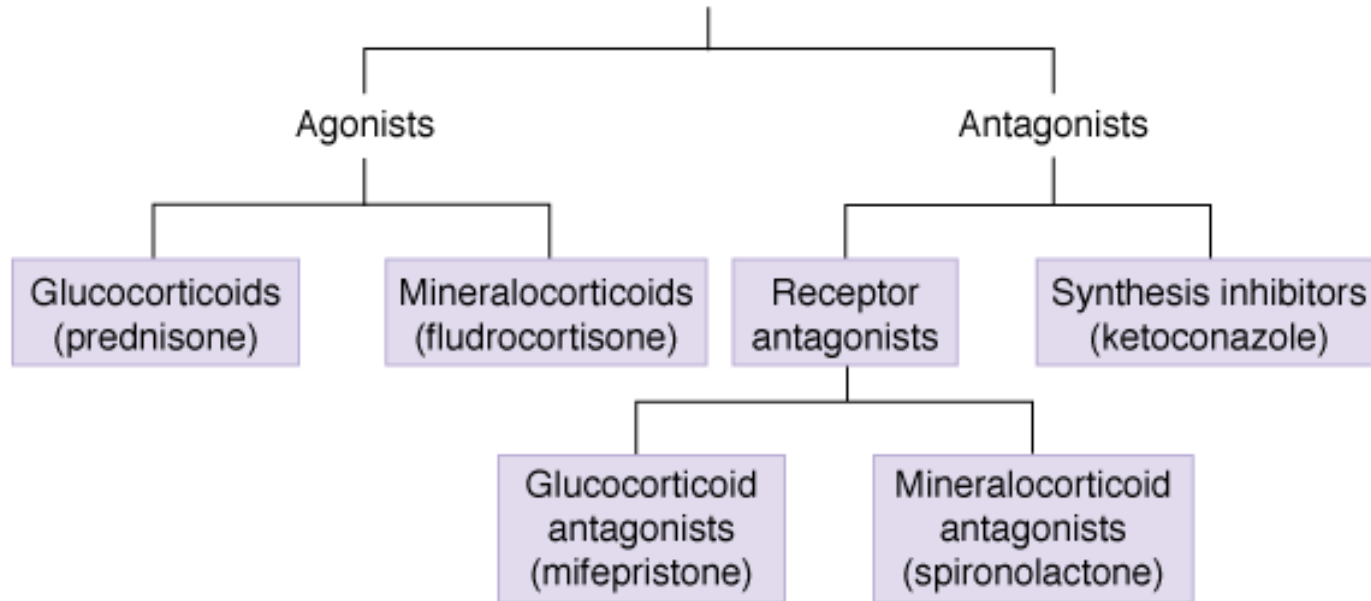 Agonists
Antagonists
Glucocorticoids
(prednisone)
Mineralocorticoids
(fludrocortisone)
Receptor
antagonists
Synthesis inhibitors
(ketoconazole)
Glucocorticoid
antagonists
(mifepristone)
Mineralocorticoid
antagonists
(spironolactone)